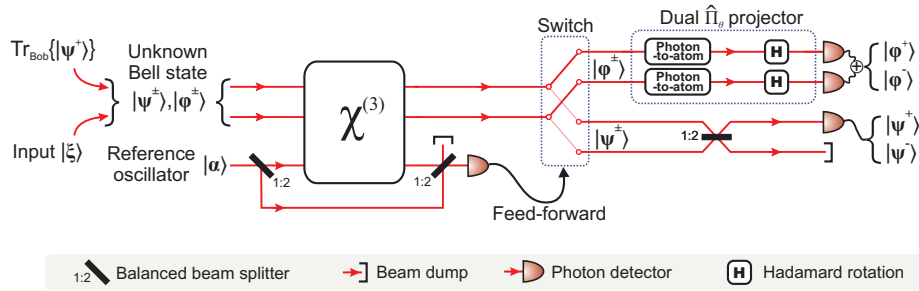 Tr_Bob{|ψ⁺⟩}
Input |ξ⟩
Unknown
Bell state
|ψ^±⟩,|φ^±⟩
Reference
oscillator
|α⟩
1:2
χ^(3)
1:2
Feed-forward
Switch
|φ^±⟩
|ψ^±⟩
Dual Π̂_θ projector
Photon
-to-atom
H
Photon
-to-atom
H
1:2
|φ⁺⟩
|φ⁻⟩
|ψ⁺⟩
|ψ⁻⟩
1:2 Balanced beam splitter
Beam dump
Photon detector
H Hadamard rotation